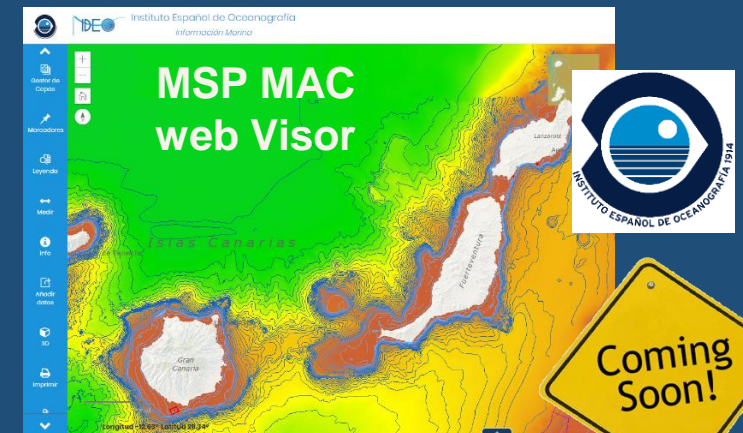 Instituto Español de Oceanografía
Información Marina
IDEO
MSP MAC
web Visor
Gestor de
Capas
Marcadores
Leyenda
Medir
Info
Añadir
datos
3D
Imprimir
Islas Canarias
Lanzarote
Fuerteventura
Gran
Canaria
INSTITUTO ESPAÑOL DE OCEANOGRAFÍA 1914
Coming
Soon!